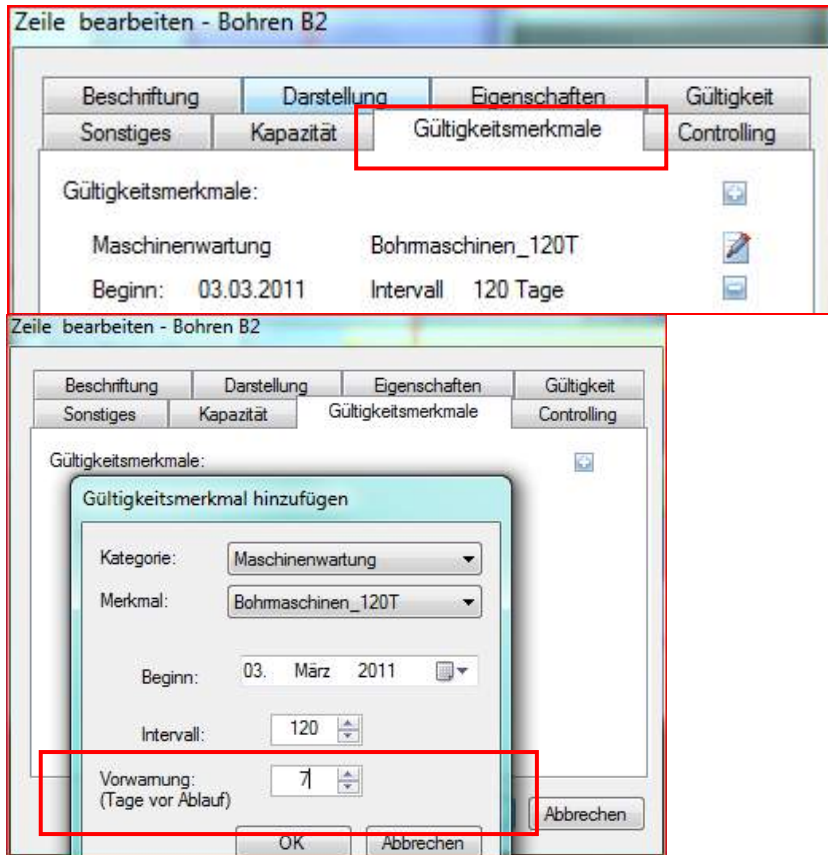 Zeile bearbeiten - Bohren B2
Beschriftung Darstellung Eigenschaften Gültigkeit
Sonstiges Kapazität Gültigkeitsmerkmale Controlling
Gültigkeitsmerkmale:
Maschinenwartung Bohrmaschinen_120T
Beginn: 03.03.2011 Intervall 120 Tage
Zeile bearbeiten - Bohren B2
Beschriftung Darstellung Eigenschaften Gültigkeit
Sonstiges Kapazität Gültigkeitsmerkmale Controlling
Gültigkeitsmerkmale:
Gültigkeitsmerkmal hinzufügen
Kategorie: Maschinenwartung
Merkmal: Bohrmaschinen_120T
Beginn: 03. März 2011
Intervall: 120
Vorwarnung: 7
(Tage vor Ablauf)
Abbrechen
OK Abbrechen